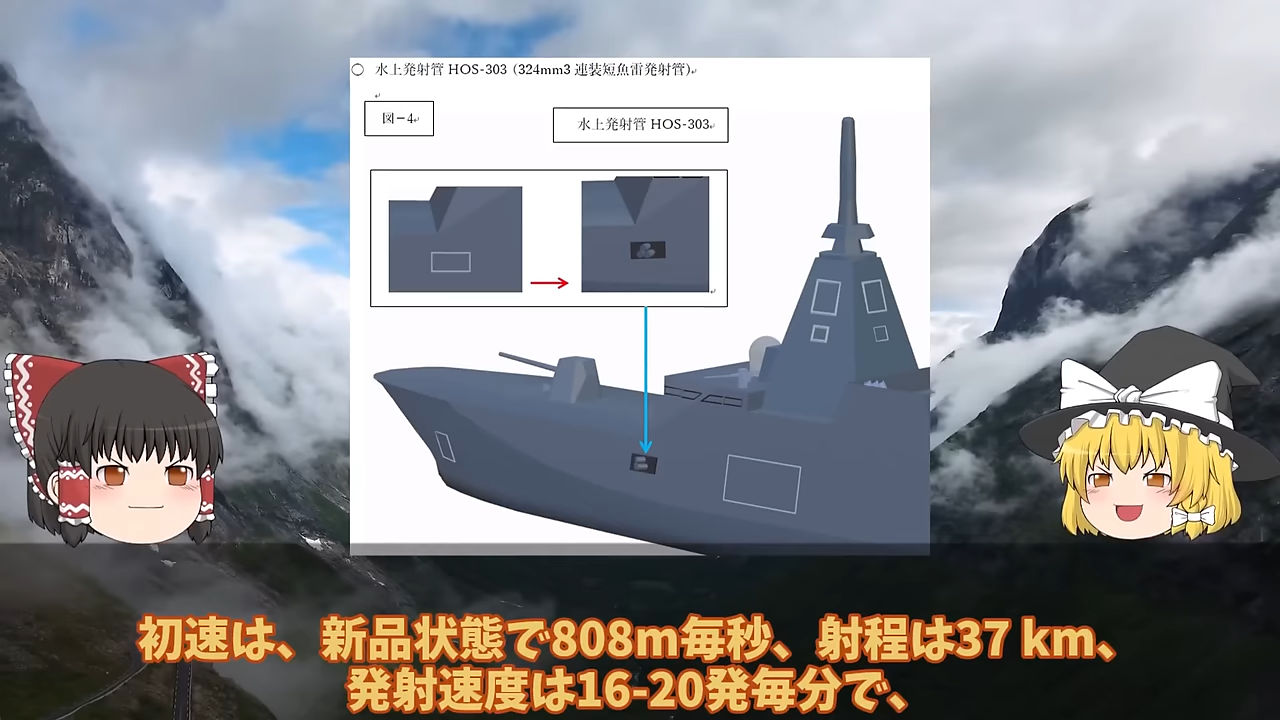 ○ 水上発射管 HOS-303 (324mm3 連装短魚雷発射管)
図-4
水上発射管 HOS-303
初速は、新品状態で808m毎秒、射程は37 km、
発射速度は16-20発毎分で、